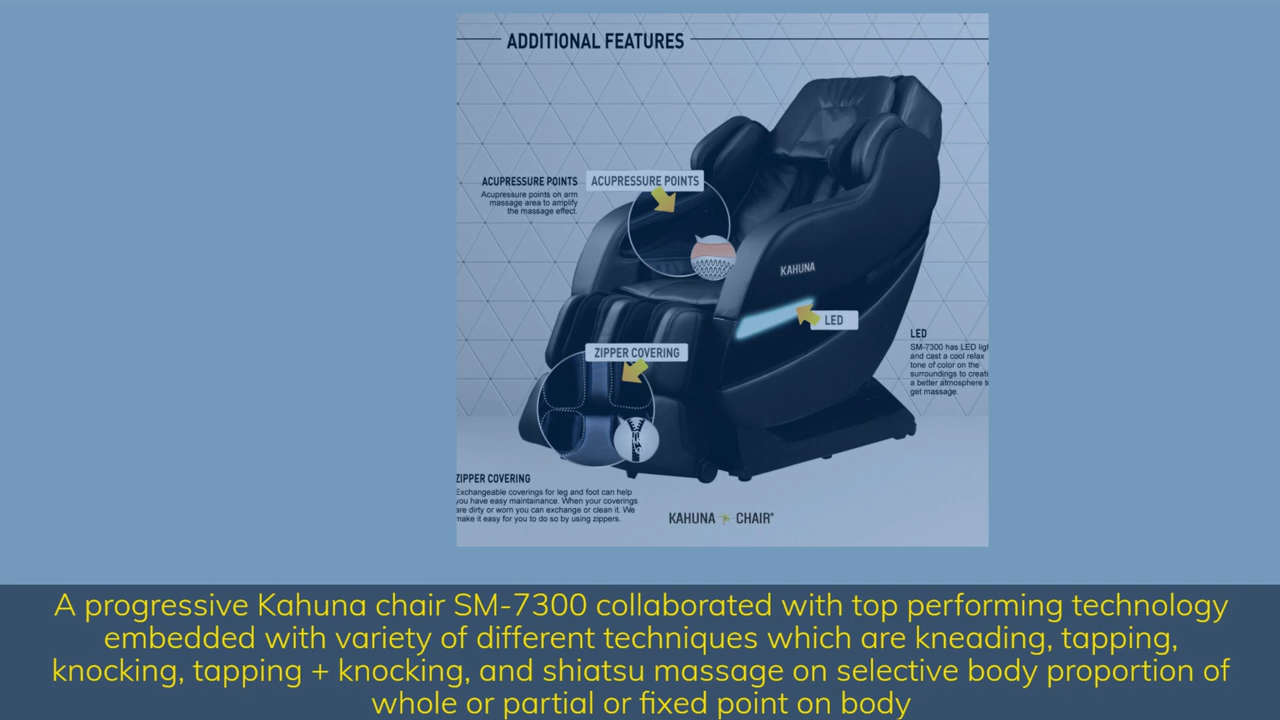 ADDITIONAL FEATURES
ACUPRESSURE POINTS
Acupressure points on arm
massage area to amplify
the massage effect.
ACUPRESSURE POINTS
KAHUNA
LED
LED
SM-7300 has LED ligh
and cast a cool relax
tone of color on the
surroundings to creat
a better atmosphere t
get massage.
ZIPPER COVERING
ZIPPER COVERING
Exchangeable coverings for leg and foot can help
you have easy maintainance. When your coverings
are dirty or worn you can exchange or clean it. We
make it easy for you to do so by using zippers.
KAHUNA CHAIR®
A progressive Kahuna chair SM-7300 collaborated with top performing technology
embedded with variety of different techniques which are kneading, tapping,
knocking, tapping + knocking, and shiatsu massage on selective body proportion of
whole or partial or fixed point on body